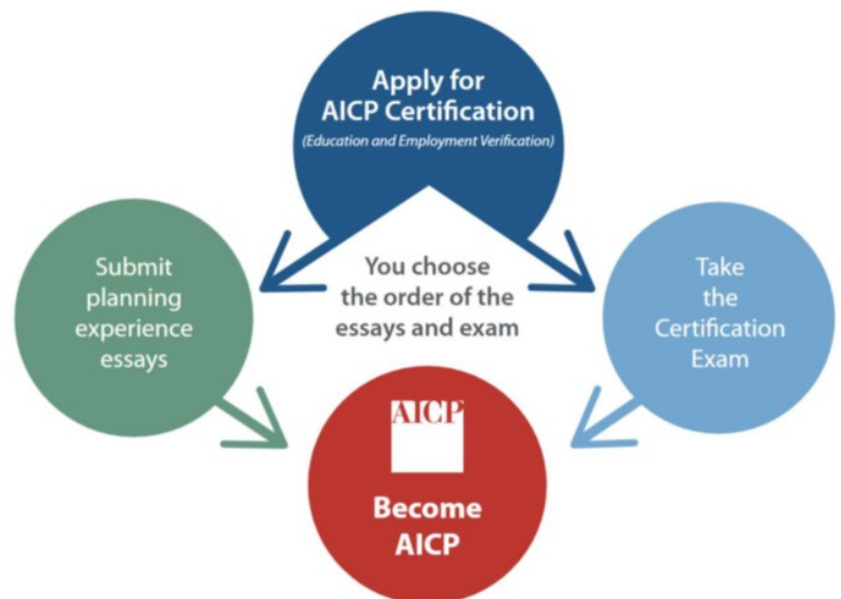 Apply for
AICP Certification
(Education and Employment Verification)
Submit
planning
experience
essays
You choose
the order of the
essays and exam
Take
the
Certification
Exam
AICP
Become
AICP